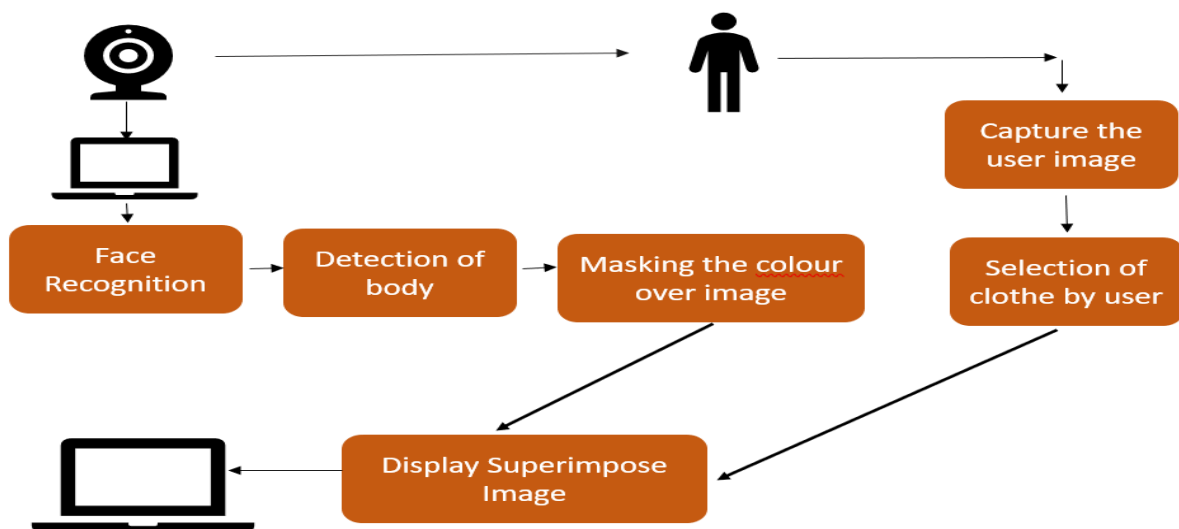 Capture the
user image
Face
Recognition
Detection of
body
Masking the colour
over image
Selection of
clothe by user
Display Superimpose
Image